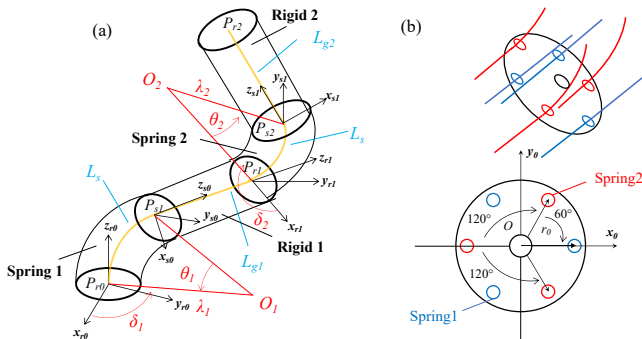 (a)
P_r2
Rigid 2
L_g2
z_s1
y_s1
x_s1
O_2
λ_2
θ_2
P_s2
Spring 2
L_s
P_r1
z_r1
y_r1
x_r1
δ_2
L_s
z_s0
P_s1
y_s0
x_s0
Rigid 1
L_g1
z_r0
Spring 1
P_r0
θ_1
λ_1
O_1
y_r0
x_r0
δ_1
(b)
y_0
Spring2
120°
O
60°
r_0
x_0
120°
Spring1